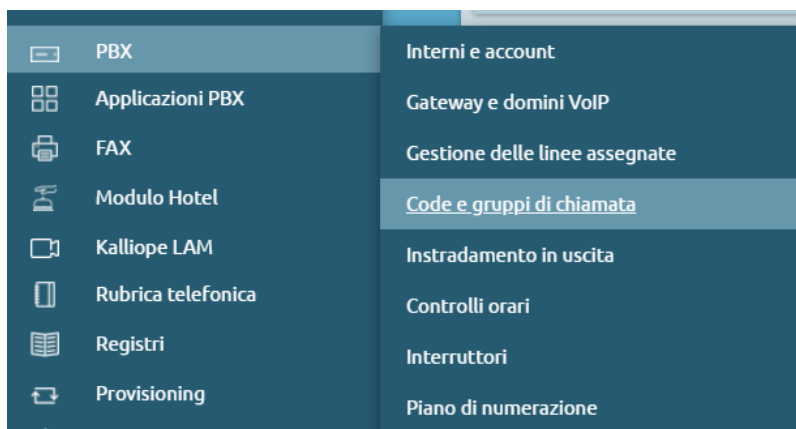 PBX
Applicazioni PBX
FAX
Modulo Hotel
Kalliope LAM
Rubrica telefonica
Registri
Provisioning
Interni e account
Gateway e domini VoIP
Gestione delle linee assegnate
Code e gruppi di chiamata
Instradamento in uscita
Controlli orari
Interruttori
Piano di numerazione